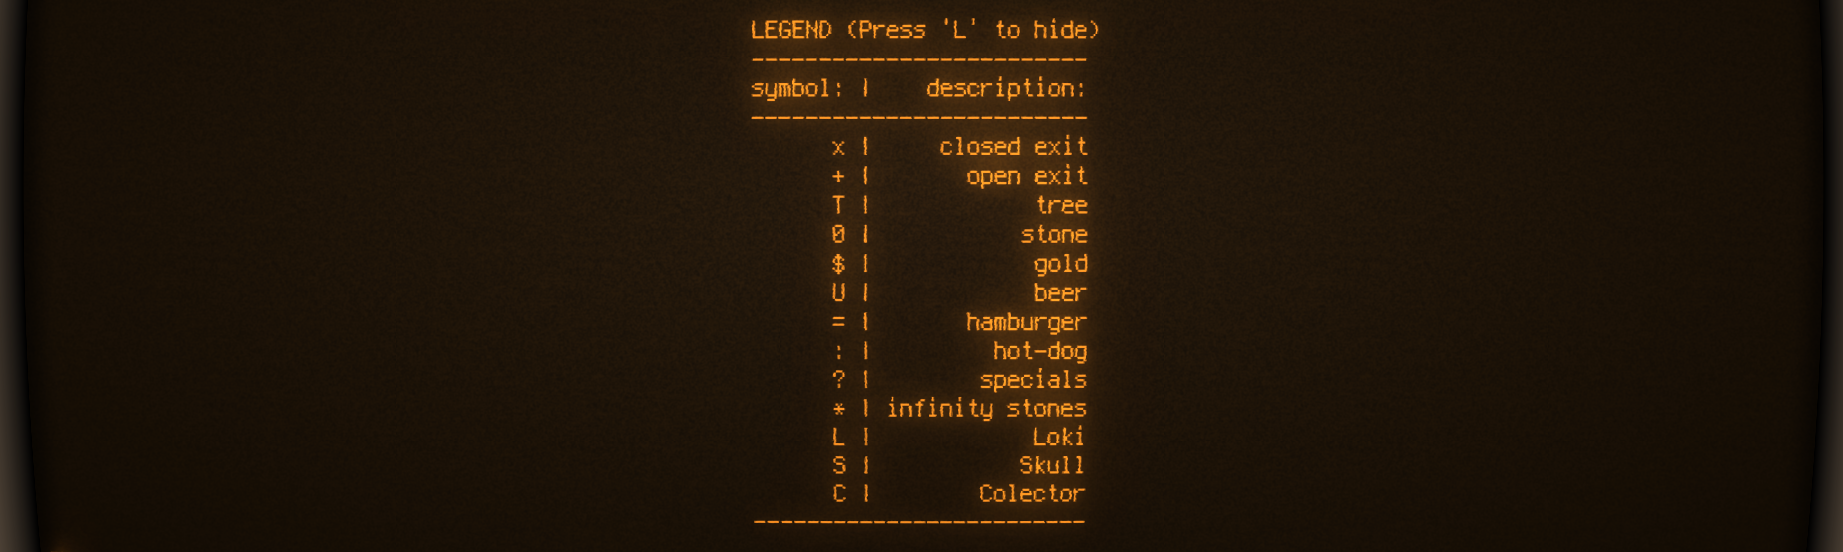 LEGEND (Press 'L' to hide)
-------------------------
symbol: |    description:
-------------------------
x |     closed exit
+ |       open exit
T |            tree
0 |           stone
$ |            gold
U |            beer
= |       hamburger
: |         hot-dog
? |        specials
* | infinity stones
L |            Loki
S |           Skull
C |        Colector
-------------------------